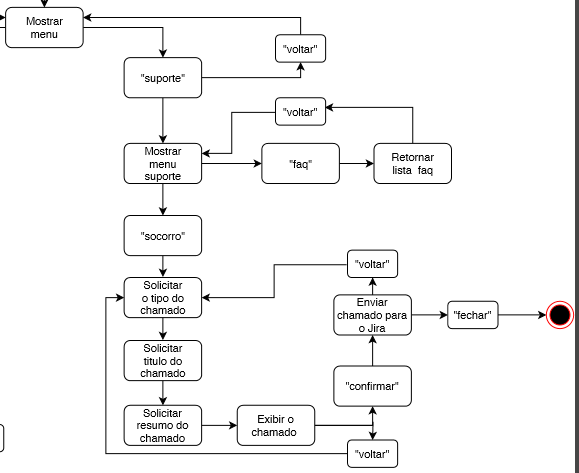 Mostrar
menu
"voltar"
"suporte"
"voltar"
Mostrar
menu
suporte
"faq"
Retornar
lista faq
"socorro"
"voltar"
Solicitar
o tipo do
chamado
Enviar
chamado para
o Jira
"fechar"
Solicitar
titulo do
chamado
"confirmar"
Solicitar
resumo do
chamado
Exibir o
chamado
"voltar"